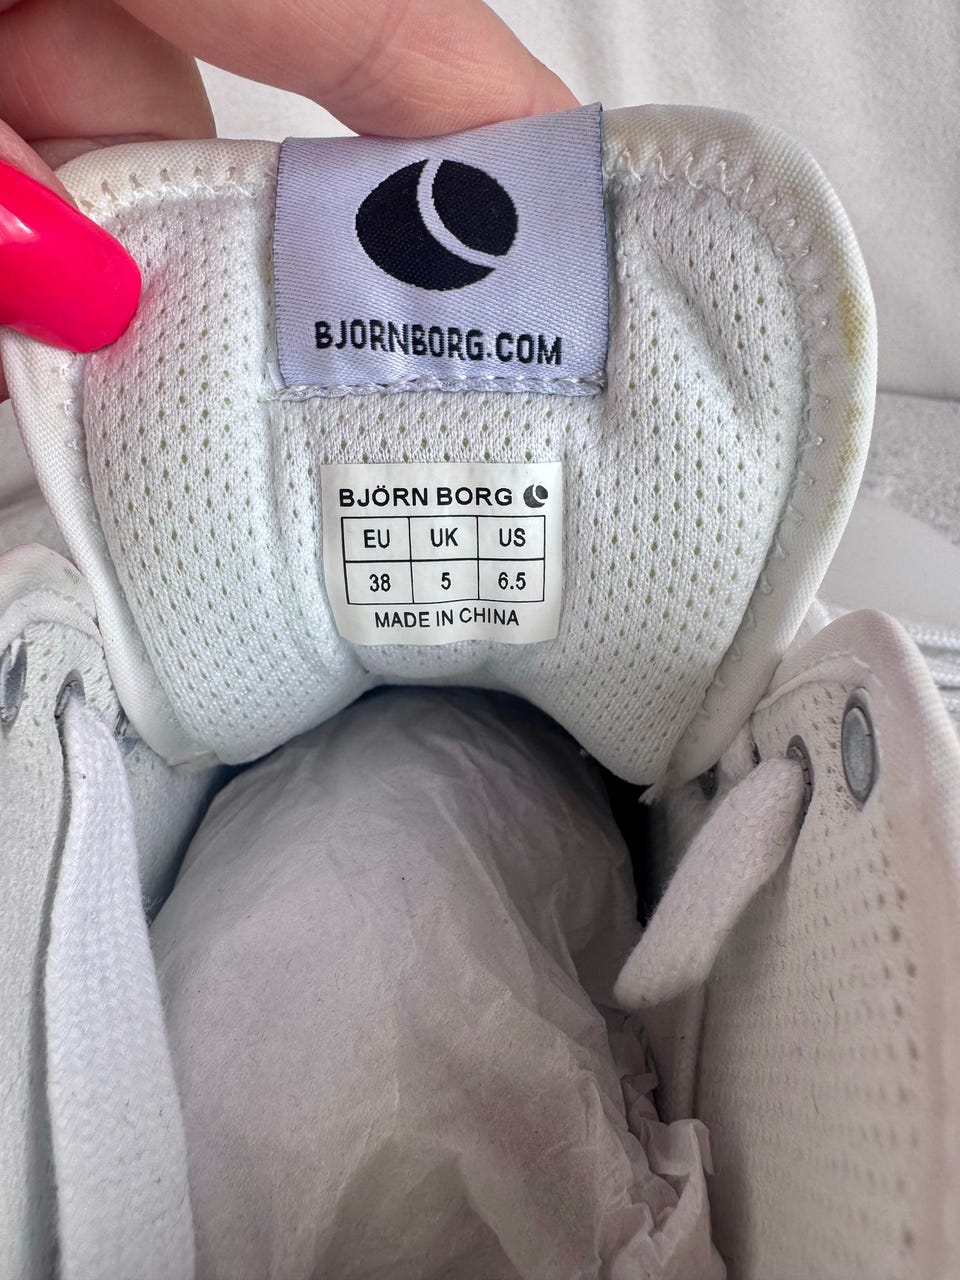 BJORNBORG.COM
BJÖRN BORG
EU UK US
38 5 6.5
MADE IN CHINA